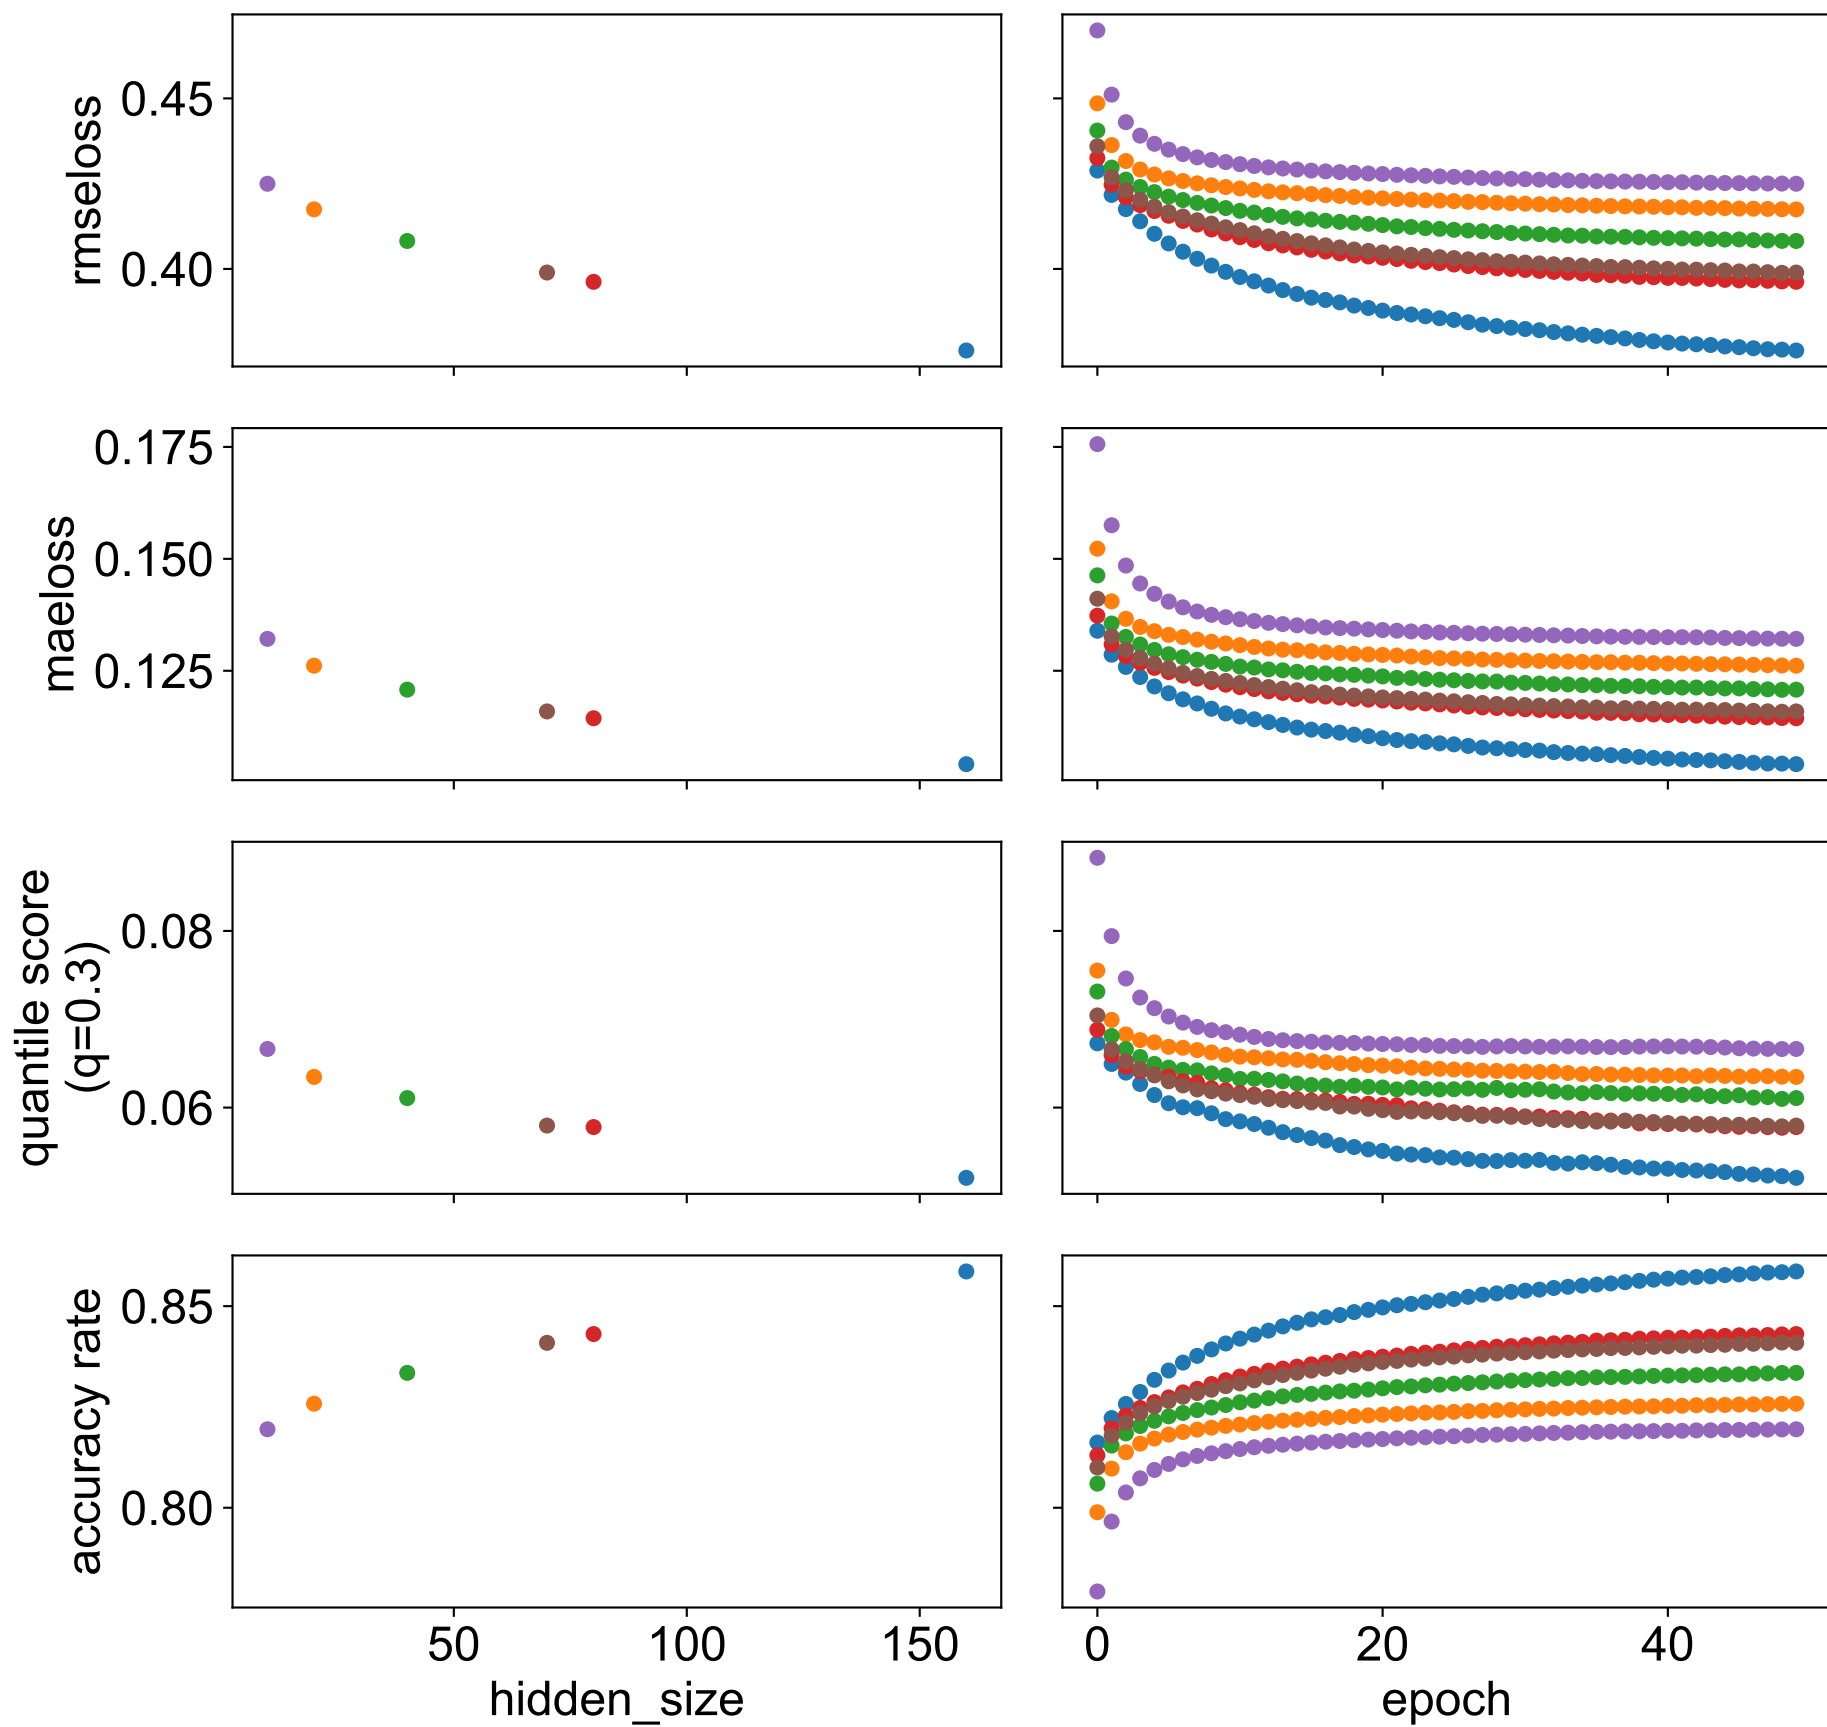 rmseloss
0.45
0.40
maeloss
0.175
0.150
0.125
quantile score
(q=0.3)
0.08
0.06
accuracy rate
0.85
0.80
50 100 150
hidden_size
0 20 40
epoch